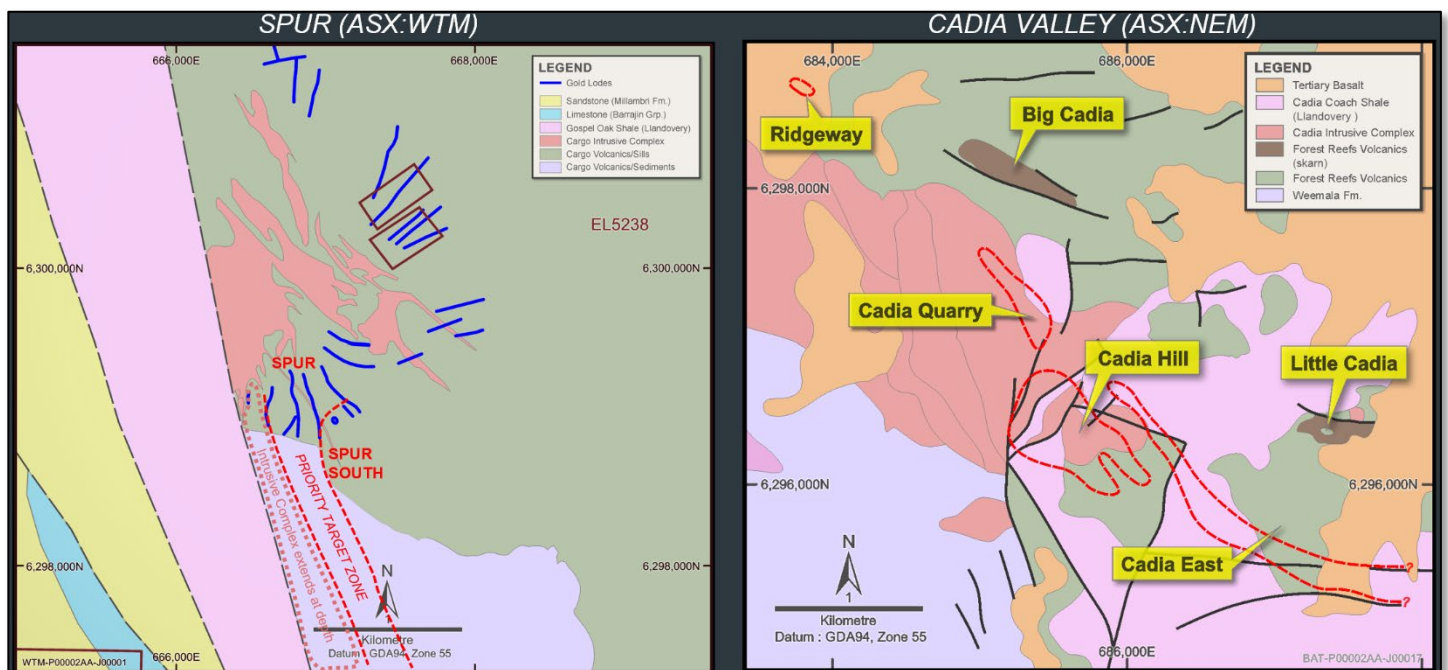 SPUR (ASX:WTM)
666,000E
668,000E
LEGEND
Gold Lodes
Sandstone (Millambri Fm.)
Limestone (Barrajin Grp.)
Gospel Oak Shale (Llandovery)
Cargo Intrusive Complex
Cargo Volcanics/Sills
Cargo Volcanics/Sediments
EL5238
6,300,000N
6,300,000N
SPUR
SPUR
SOUTH
PRIORITY TARGET ZONE
Intrusive Complex extends at depth
6,298,000N
6,298,000N
N
1
Kilometre
Datum : GDA94, Zone 55
WTM-P00002AA-J00001
666,000E
CADIA VALLEY (ASX:NEM)
684,000E
686,000E
LEGEND
Tertiary Basalt
Cadia Coach Shale
(Llandovery )
Cadia Intrusive Complex
Forest Reefs Volcanics
(skarn)
Forest Reefs Volcanics
Weemala Fm.
Ridgeway
Big Cadia
6,298,000N
Cadia Quarry
Cadia Hill
Little Cadia
6,296,000N
6,296,000N
Cadia East
?
?
N
1
Kilometre
Datum : GDA94, Zone 55
686,000E
BAT-P00002AA-J00017